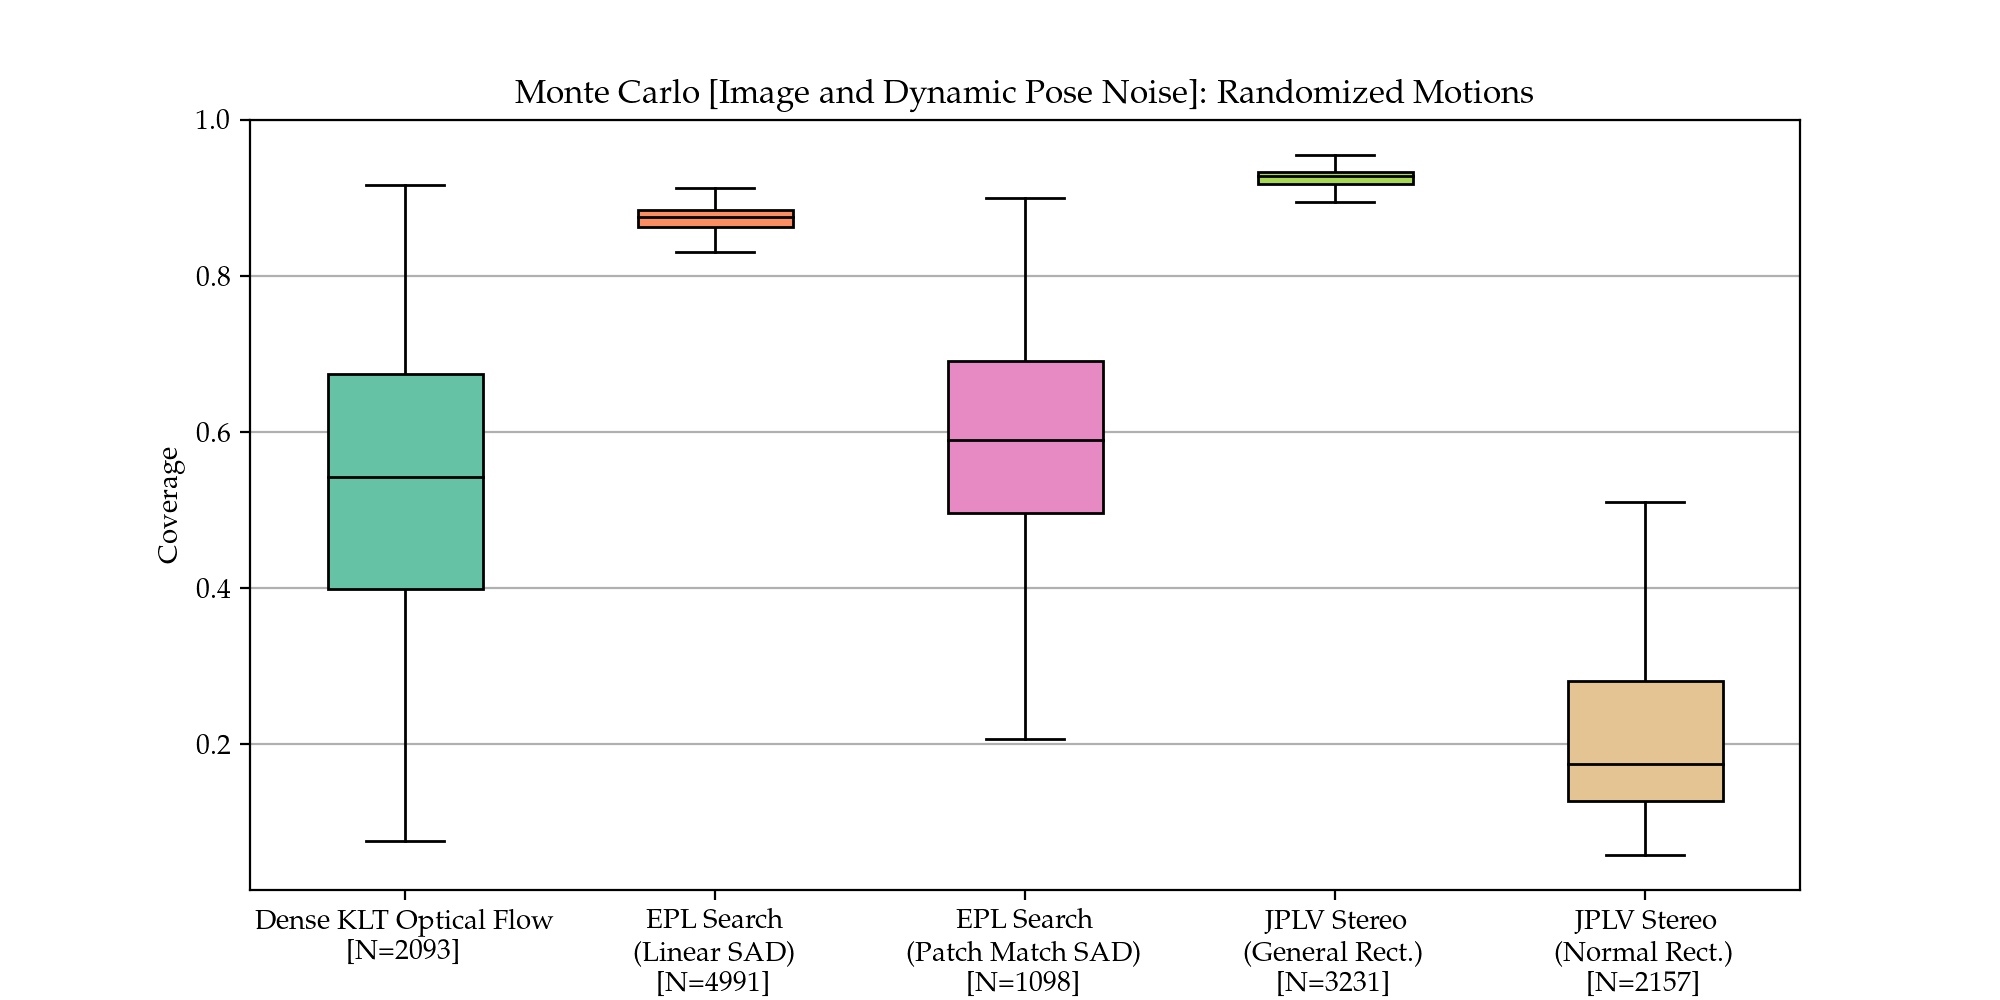 Monte Carlo [Image and Dynamic Pose Noise]: Randomized Motions
1.0
0.8
0.6
0.4
0.2
Coverage
Dense KLT Optical Flow
[N=2093]
EPL Search
(Linear SAD)
[N=4991]
EPL Search
(Patch Match SAD)
[N=1098]
JPLV Stereo
(General Rect.)
[N=3231]
JPLV Stereo
(Normal Rect.)
[N=2157]